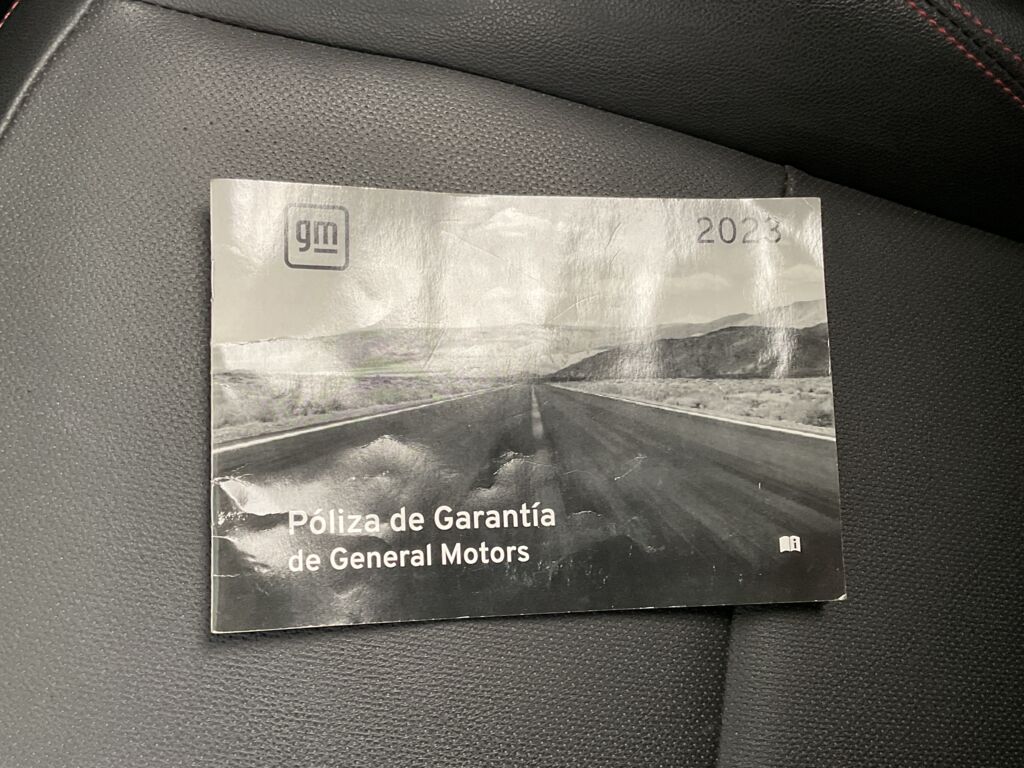 gm
2023
Póliza de Garantía
de General Motors